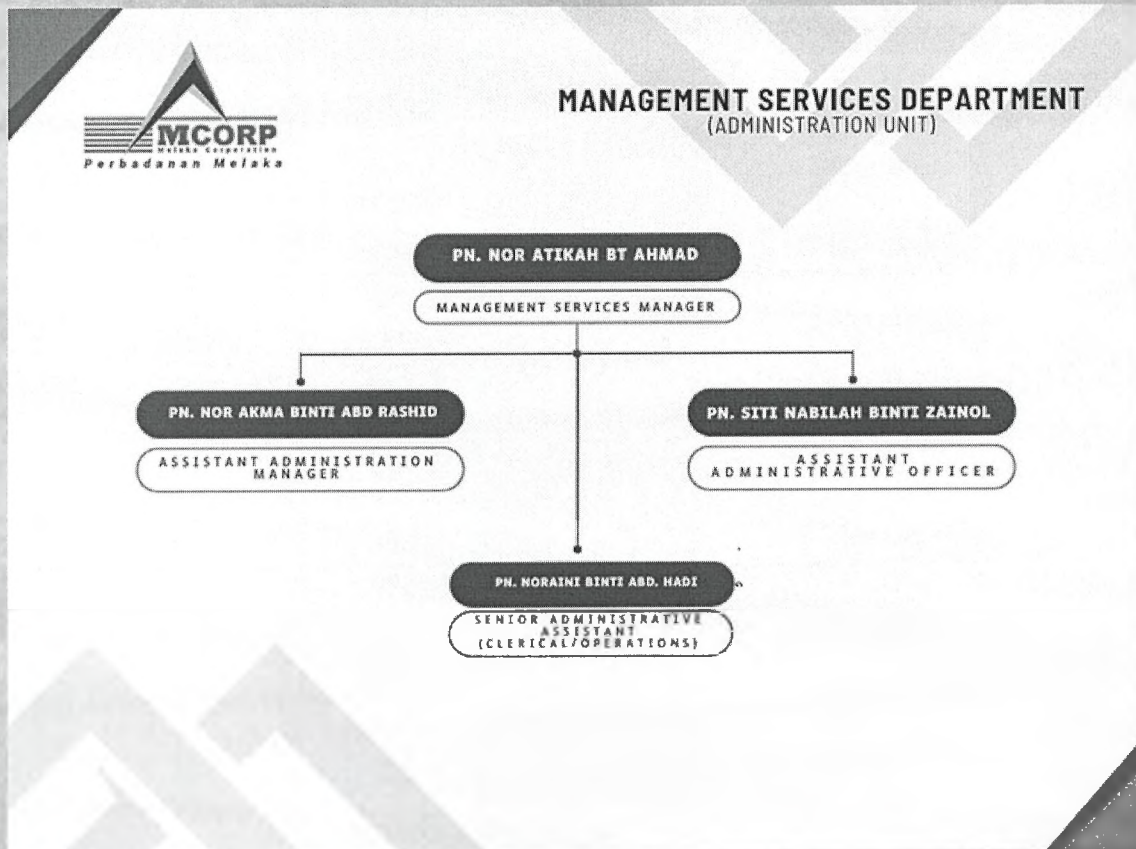 MCORP
Melaka Corporation
Perbadanan Melaka
MANAGEMENT SERVICES DEPARTMENT
(ADMINISTRATION UNIT)
PN. NOR ATIKAH BT AHMAD
MANAGEMENT SERVICES MANAGER
PN. NOR AKMA BINTI ABD RASHID
ASSISTANT ADMINISTRATION
MANAGER
PN. SITI NABILAH BINTI ZAINOL
ASSISTANT
ADMINISTRATIVE OFFICER
PN. NORAINI BINTI ABD. HADI
SENIOR ADMINISTRATIVE
ASSISTANT
(CLERICAL/OPERATIONS)